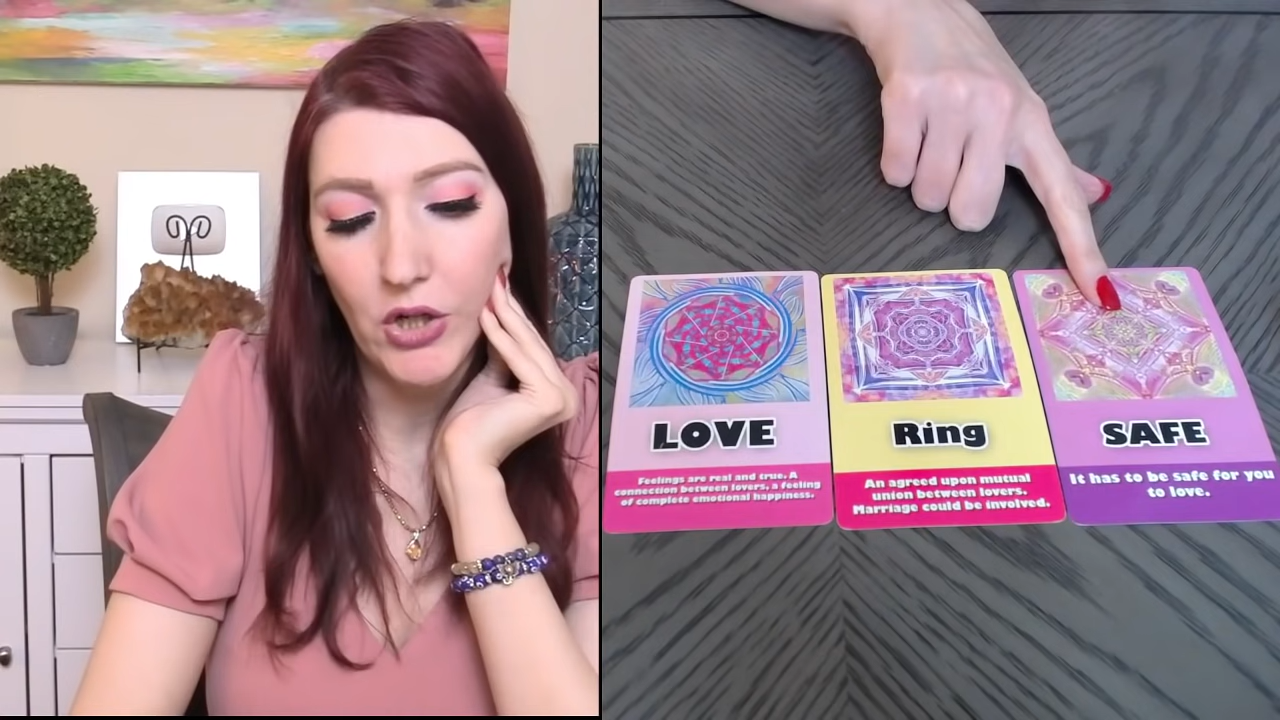 LOVE
Feelings are real and true. A
connection between lovers, a feeling
of complete emotional happiness.
Ring
An agreed upon mutual
union between lovers.
Marriage could be involved.
SAFE
It has to be safe for you
to love.